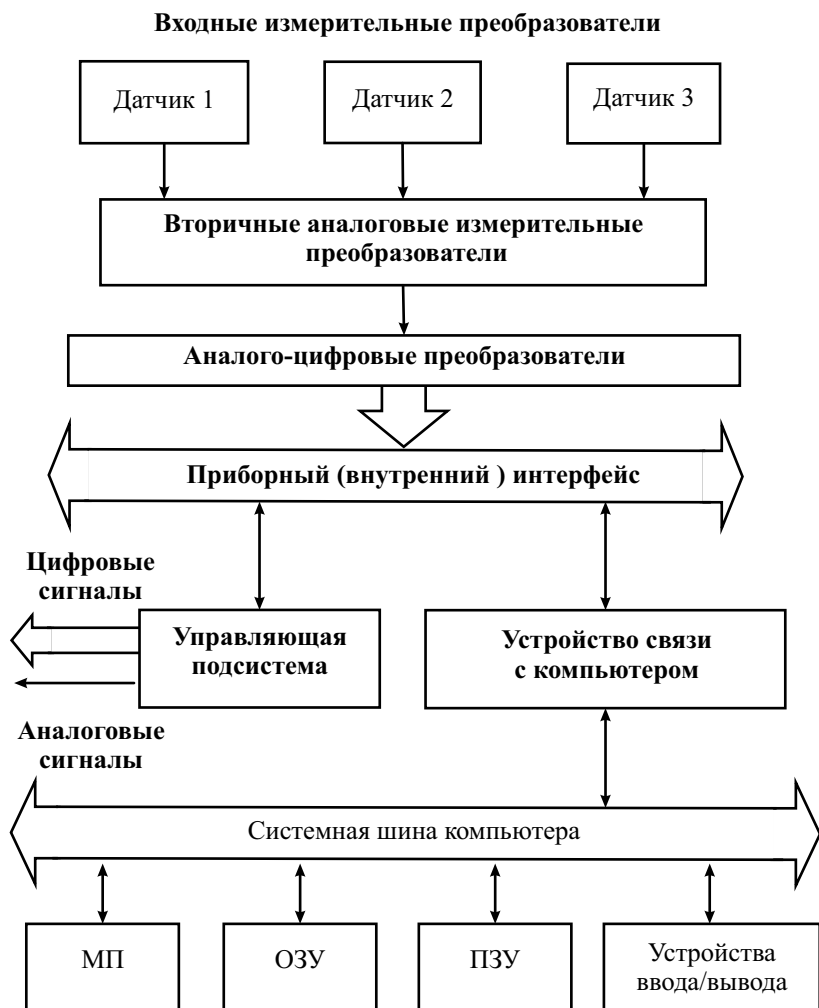 Входные измерительные преобразователи
Датчик 1
Датчик 2
Датчик 3
Вторичные аналоговые измерительные
преобразователи
Аналого-цифровые преобразователи
Приборный (внутренний ) интерфейс
Цифровые
сигналы
Управляющая
подсистема
Устройство связи
с компьютером
Аналоговые
сигналы
Системная шина компьютера
МП
ОЗУ
ПЗУ
Устройства
ввода/вывода